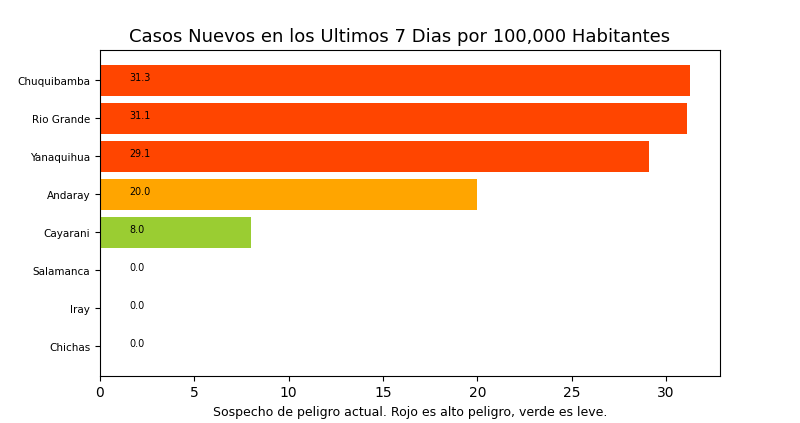 Casos Nuevos en los Ultimos 7 Dias por 100,000 Habitantes
Chuquibamba 31.3
Rio Grande 31.1
Yanaquihua 29.1
Andaray 20.0
Cayarani 8.0
Salamanca 0.0
Iray 0.0
Chichas 0.0
0 5 10 15 20 25 30
Sospecho de peligro actual. Rojo es alto peligro, verde es leve.